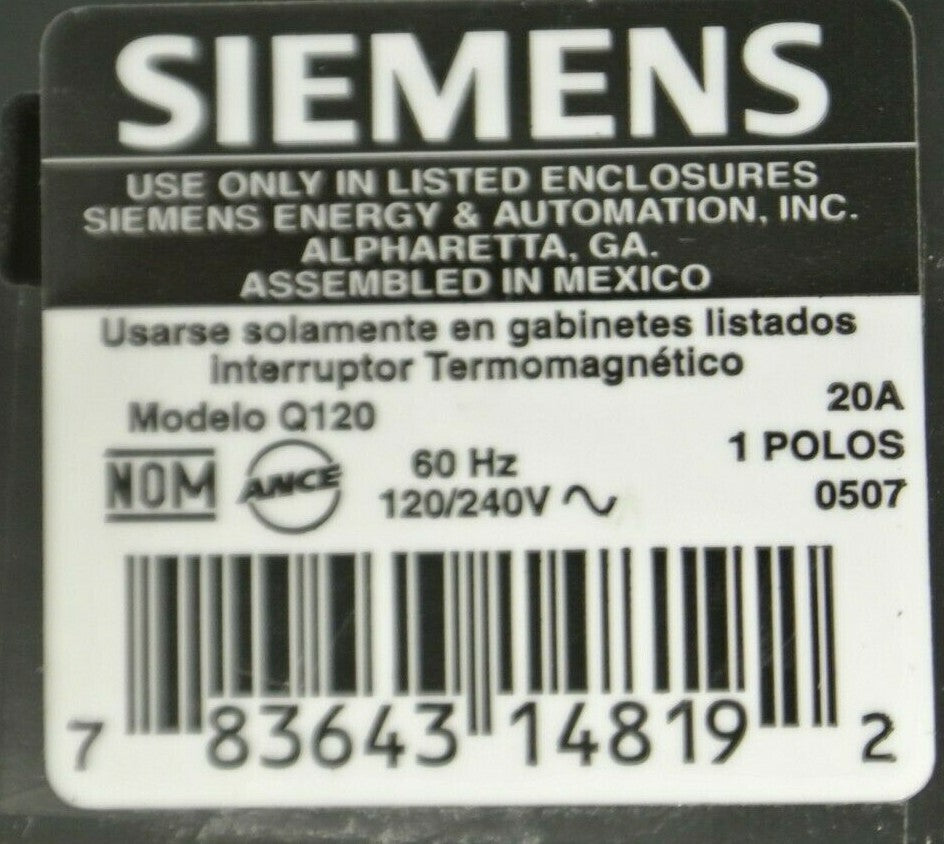 SIEMENS
USE ONLY IN LISTED ENCLOSURES
SIEMENS ENERGY & AUTOMATION, INC.
ALPHARETTA, GA.
ASSEMBLED IN MEXICO
Usarse solamente en gabinetes listados
interruptor Termomagnético
Modelo Q120
20A
1 POLOS
0507
NOM ANCE
60 Hz
120/240V
7 83643 14819 2